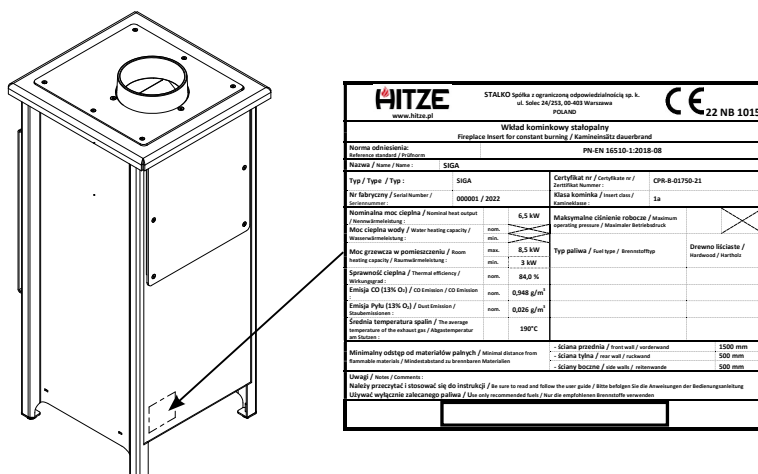 HITZE
www.hitze.pl
STALKO Spółka z ograniczoną odpowiedzialnością sp. k.
ul. Solec 24/253, 00-403 Warszawa
POLAND
CE 22 NB 1015
Wkład kominkowy stałopalny
Fireplace Insert for constant burning / Kamineinsätz dauerbrand
Norma odniesienia:
Reference standard / Prüfnorm
PN-EN 16510-1:2018-08
Nazwa / Name / Name : SIGA
Typ / Type / Typ : SIGA
Certyfikat nr / Certyfikate nr / Zertifikat Nummer : CPR-B-01750-21
Nr fabryczny / Serial Number / Seriennummer : 000001 / 2022
Klasa kominka / Insert class / Kamineklasse : 1a
Nominalna moc cieplna / Nominal heat output / Nennwärmeleistung : 6,5 kW
Maksymalne ciśnienie robocze / Maximum operating pressure / Maximaler Betriebsdruck
Moc cieplna wody / Water heating capacity / Wasserwärmeleistung : nom.
min.
Moc grzewcza w pomieszczeniu / Room heating capacity / Raumwärmeleistung : max. 8,5 kW
min. 3 kW
Typ paliwa / Fuel type / Brennstofftyp
Drewno liściaste / Hardwood / Hartholz
Sprawność cieplna / Thermal efficiency / Wirkungsgrad : nom. 84,0 %
Emisja CO (13% O₂) / CO Emission / CO Emission : nom. 0,948 g/m³
Emisja Pyłu (13% O₂) / Dust Emission / Staubemissionen : nom. 0,026 g/m³
Średnia temperatura spalin / The average temperature of the exhaust gas / Abgastemperatur am Stutzen : 190°C
Minimalny odstęp od materiałów palnych / Minimal distance from flammable materials / Mindestabstand zu brennbaren Materialien
- ściana przednia / front wall / vorderwand 1500 mm
- ściana tylna / rear wall / ruckwand 500 mm
- ściany boczne / side walls / reitenwande 500 mm
Uwagi / Notes / Comments :
Należy przeczytać i stosować się do instrukcji / Be sure to read and follow the user guide / Bitte befolgen Sie die Anweisungen der Bedienungsanleitung
Używać wyłącznie zalecanego paliwa / Use only recommended fuels / Nur die empfohlenen Brennstoffe verwenden